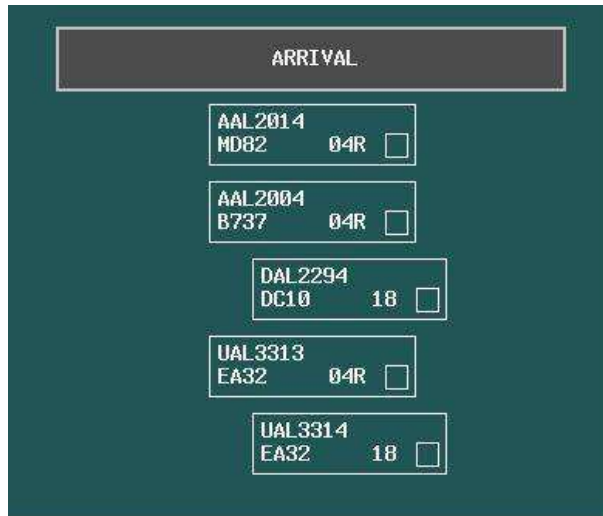 ARRIVAL
AAL2014
MD82 04R
AAL2004
B737 04R
DAL2294
DC10 18
UAL3313
EA32 04R
UAL3314
EA32 18